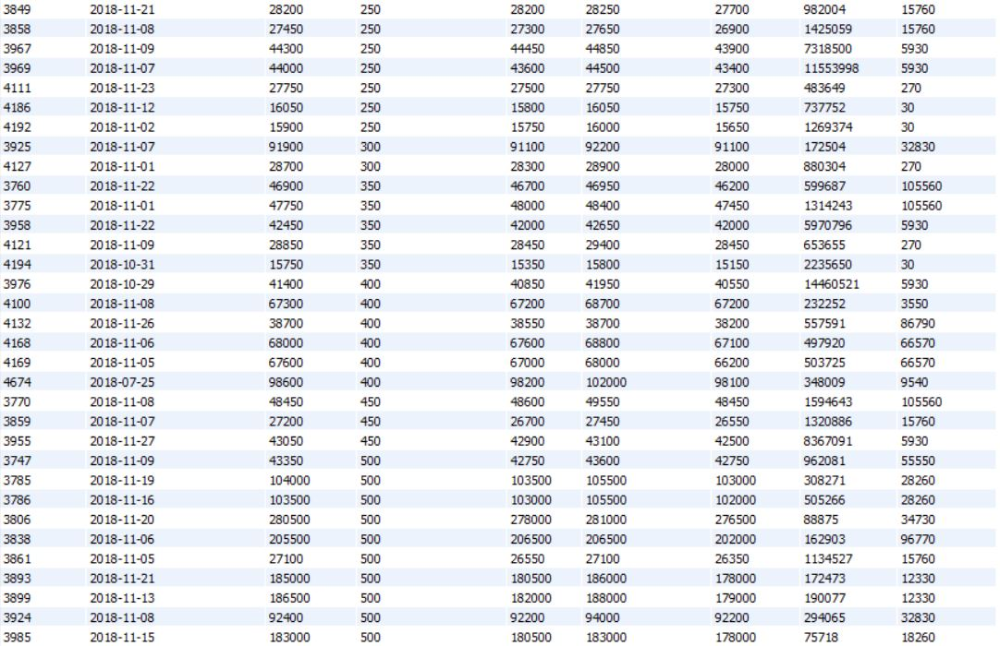 3849 2018-11-21 28200 250 28200 28250 27700 982004 15760
3858 2018-11-08 27450 250 27300 27650 26900 1425059 15760
3967 2018-11-09 44300 250 44450 44850 43900 7318500 5930
3969 2018-11-07 44000 250 43600 44500 43400 11553998 5930
4111 2018-11-23 27750 250 27500 27750 27300 483649 270
4186 2018-11-12 16050 250 15800 16050 15750 737752 30
4192 2018-11-02 15900 250 15750 16000 15650 1269374 30
3925 2018-11-07 91900 300 91100 92200 91100 172504 32830
4127 2018-11-01 28700 300 28300 28900 28000 880304 270
3760 2018-11-22 46900 350 46700 46950 46200 599687 105560
3775 2018-11-01 47750 350 48000 48400 47450 1314243 105560
3958 2018-11-22 42450 350 42000 42650 42000 5970796 5930
4121 2018-11-09 28850 350 28450 29400 28450 653655 270
4194 2018-10-31 15750 350 15350 15800 15150 2235650 30
3976 2018-10-29 41400 400 40850 41950 40550 14460521 5930
4100 2018-11-08 67300 400 67200 68700 67200 232252 3550
4132 2018-11-26 38700 400 38550 38700 38200 557591 86790
4168 2018-11-06 68000 400 67600 68800 67100 497920 66570
4169 2018-11-05 67600 400 67000 68000 66200 503725 66570
4674 2018-07-25 98600 400 98200 102000 98100 348009 9540
3770 2018-11-08 48450 450 48600 49550 48450 1594643 105560
3859 2018-11-07 27200 450 26700 27450 26550 1320886 15760
3955 2018-11-27 43050 450 42900 43100 42500 8367091 5930
3747 2018-11-09 43350 500 42750 43600 42750 962081 55550
3785 2018-11-19 104000 500 103500 105500 103000 308271 28260
3786 2018-11-16 103500 500 103000 105500 102000 505266 28260
3806 2018-11-20 280500 500 278000 281000 276500 88875 34730
3838 2018-11-06 205500 500 206500 206500 202000 162903 96770
3861 2018-11-05 27100 500 26550 27100 26350 1134527 15760
3893 2018-11-21 185000 500 180500 186000 178000 172473 12330
3899 2018-11-13 186500 500 182000 188000 179000 190077 12330
3924 2018-11-08 92400 500 92200 94000 92200 294065 32830
3985 2018-11-15 183000 500 180500 183000 178000 75718 18260